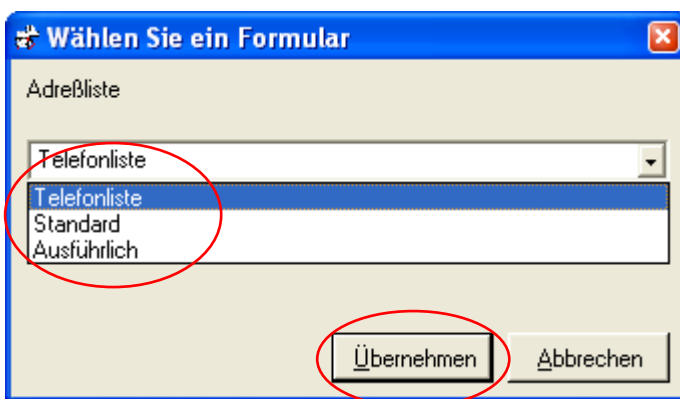 Wählen Sie ein Formular
Adreßliste
Telefonliste
Telefonliste
Standard
Ausführlich
Übernehmen Abbrechen